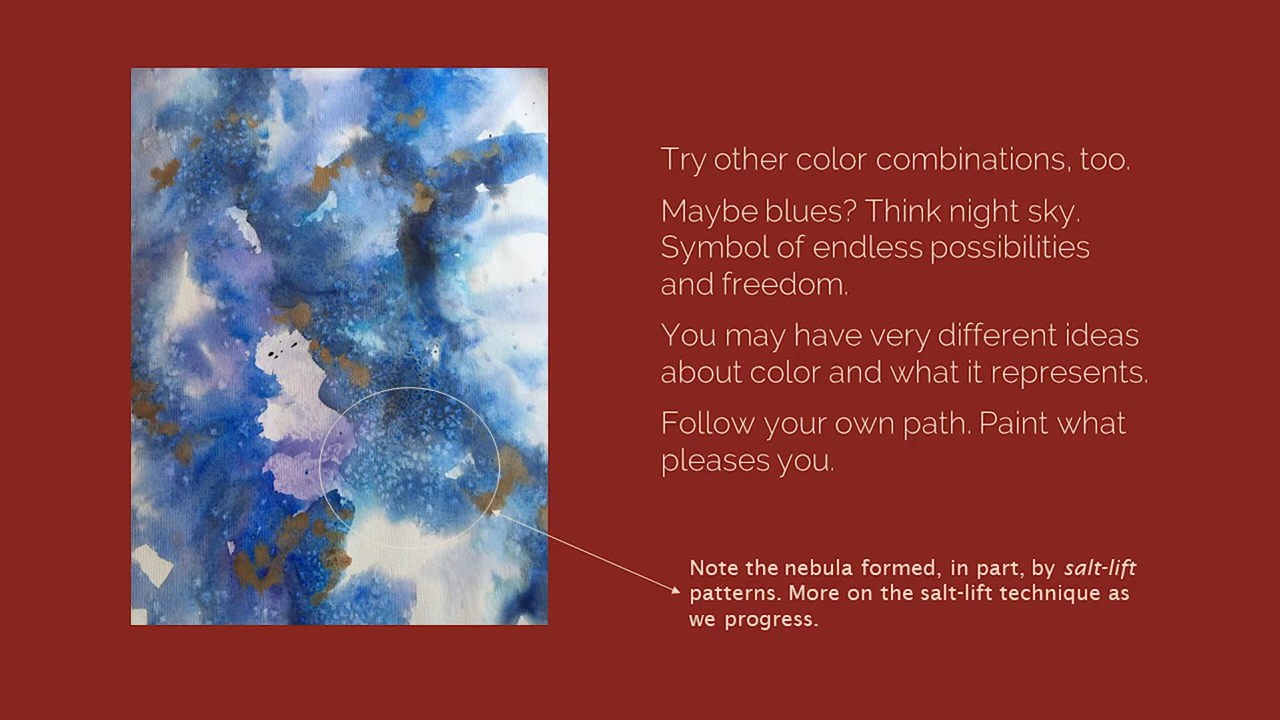 Try other color combinations, too.
Maybe blues? Think night sky.
Symbol of endless possibilities
and freedom.
You may have very different ideas
about color and what it represents.
Follow your own path. Paint what
pleases you.
Note the nebula formed, in part, by salt-lift
patterns. More on the salt-lift technique as
we progress.